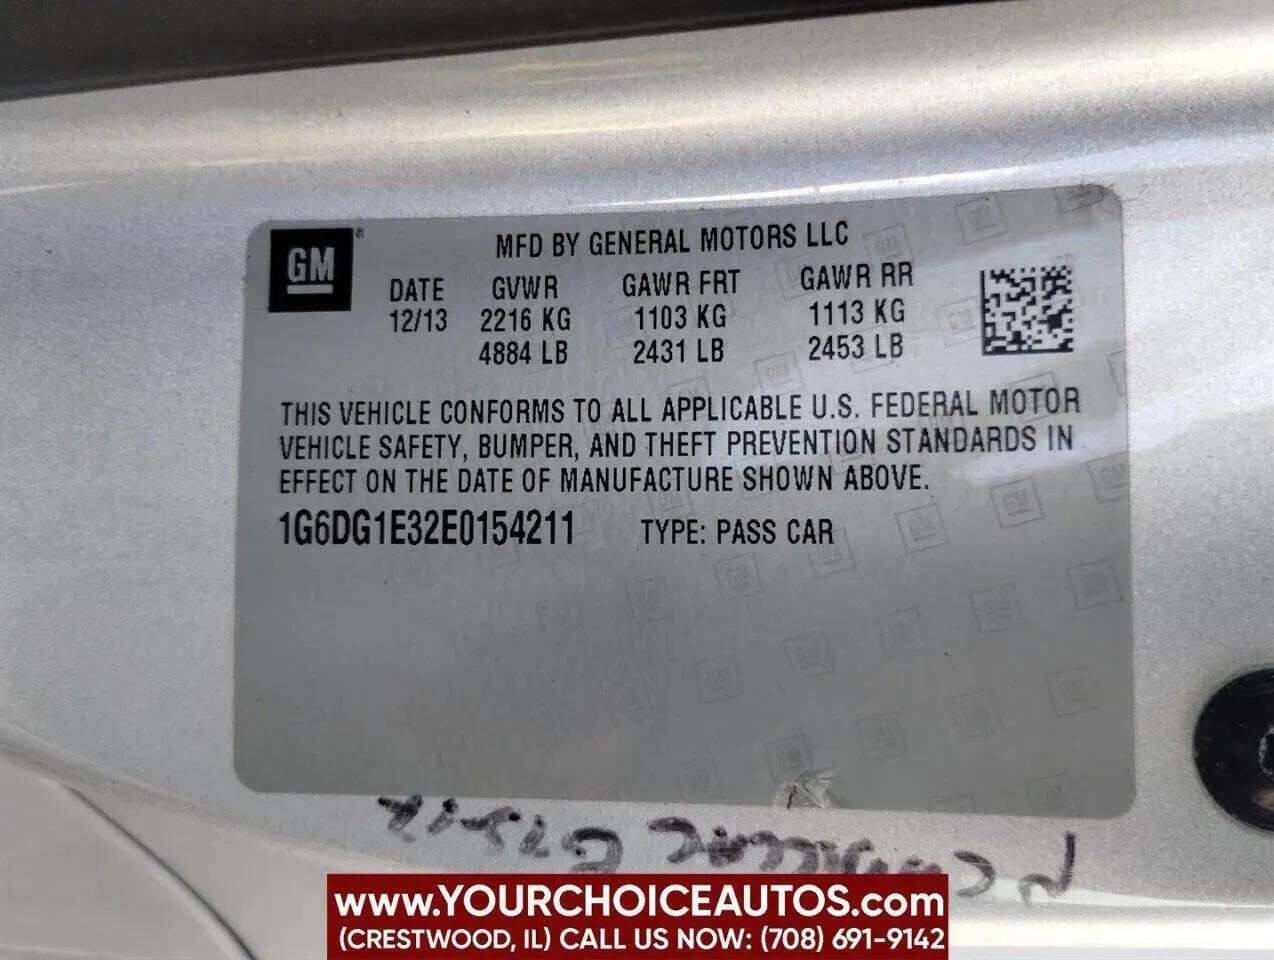 GM®
MFD BY GENERAL MOTORS LLC
DATE GVWR GAWR FRT GAWR RR
12/13 2216 KG 1103 KG 1113 KG
4884 LB 2431 LB 2453 LB
THIS VEHICLE CONFORMS TO ALL APPLICABLE U.S. FEDERAL MOTOR
VEHICLE SAFETY, BUMPER, AND THEFT PREVENTION STANDARDS IN
EFFECT ON THE DATE OF MANUFACTURE SHOWN ABOVE.
1G6DG1E32E0154211 TYPE: PASS CAR
www.YOURCHOICEAUTOS.com
(CRESTWOOD, IL) CALL US NOW: (708) 691-9142